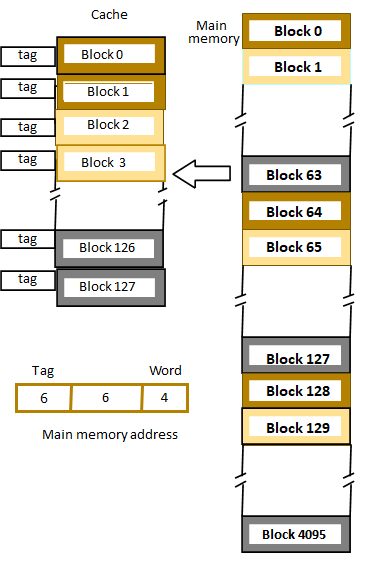 Cache
tag
Block 0
tag
Block 1
tag
Block 2
tag
Block 3
tag
Block 126
tag
Block 127
Main
memory
Block 0
Block 1
Block 63
Block 64
Block 65
Block 127
Block 128
Block 129
Block 4095
Tag
Word
6
6
4
Main memory address